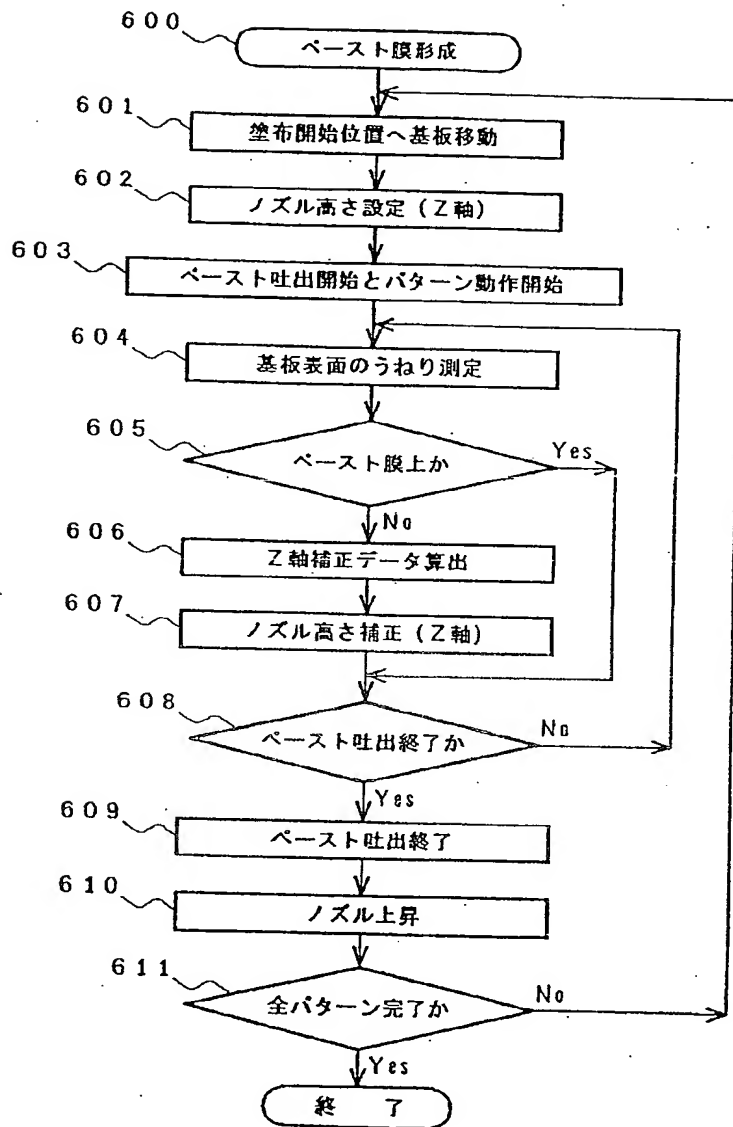 600
ペースト膜形成
601
塗布開始位置へ基板移動
602
ノズル高さ設定(Z軸)
603
ペースト吐出開始とパターン動作開始
604
基板表面のうねり測定
605
ペースト膜上か
Yes
No
606
Z軸補正データ算出
607
ノズル高さ補正(Z軸)
608
ペースト吐出終了か
No
Yes
609
ペースト吐出終了
610
ノズル上昇
611
全パターン完了か
No
Yes
終 了